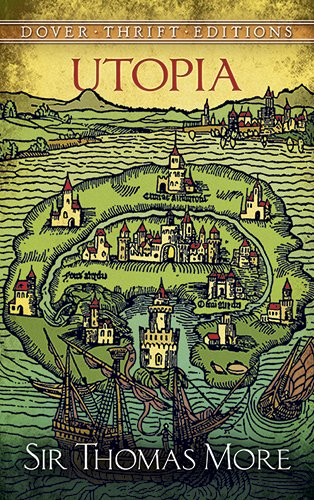 DOVER · THRIFT · EDITIONS
UTOPIA
SIR THOMAS MORE